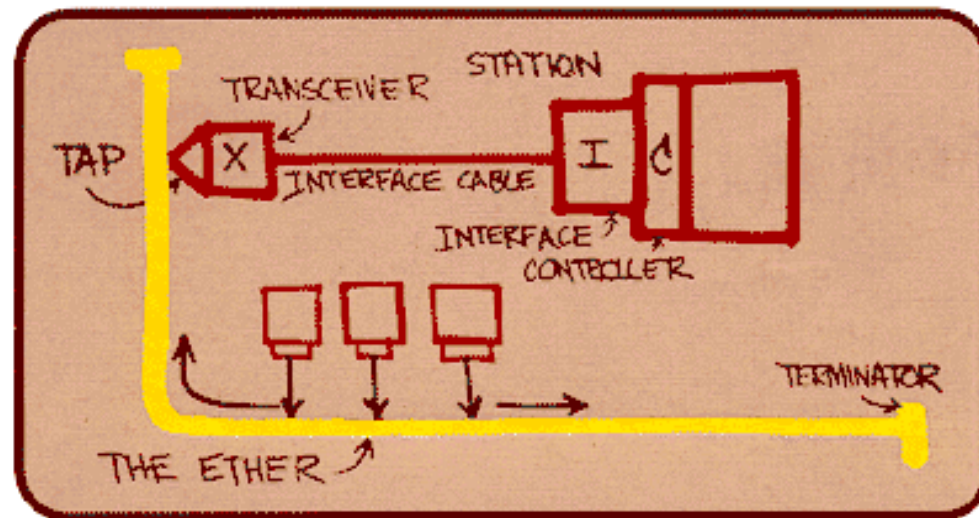 STATION
TRANSCEIVER
TAP
X
I
C
INTERFACE CABLE
INTERFACE
CONTROLLER
TERMINATOR
THE ETHER